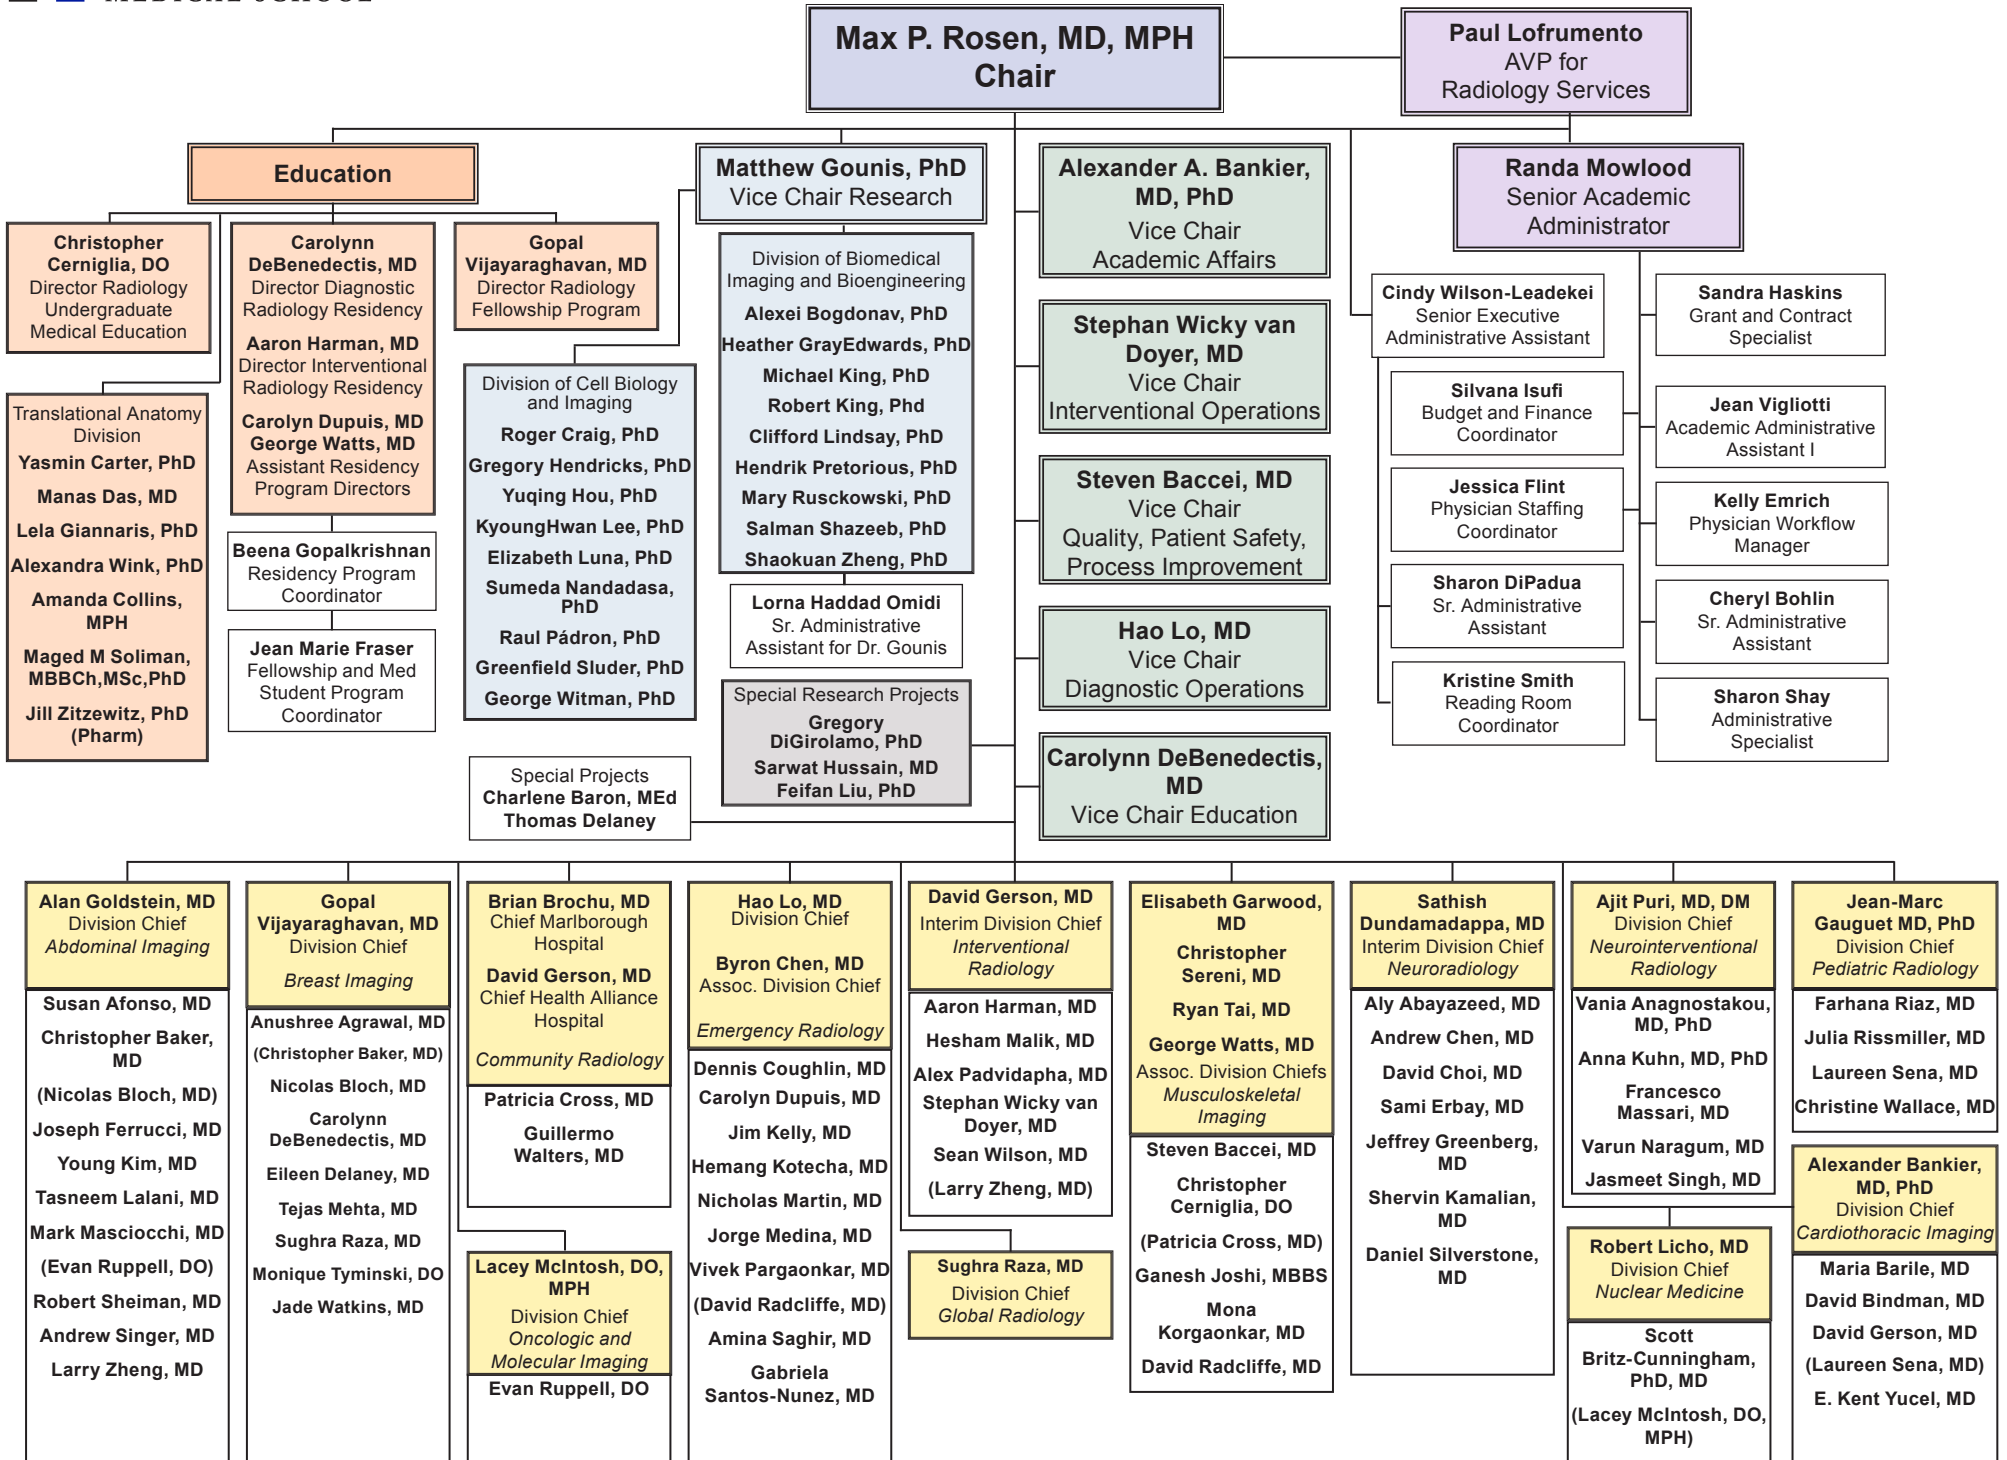 MEDICAL SCHOOL
Max P. Rosen, MD, MPH
Chair
Paul Lofrumento
AVP for
Radiology Services
Education
Matthew Gounis, PhD
Vice Chair Research
Alexander A. Bankier,
MD, PhD
Vice Chair
Academic Affairs
Randa Mowlood
Senior Academic
Administrator
Christopher
Cerniglia, DO
Director Radiology
Undergraduate
Medical Education
Carolynn
DeBenedectis, MD
Director Diagnostic
Radiology Residency
Aaron Harman, MD
Director Interventional
Radiology Residency
Carolyn Dupuis, MD
George Watts, MD
Assistant Residency
Program Directors
Gopal
Vijayaraghavan, MD
Director Radiology
Fellowship Program
Translational Anatomy
Division
Yasmin Carter, PhD
Manas Das, MD
Lela Giannaris, PhD
Alexandra Wink, PhD
Amanda Collins,
MPH
Maged M Soliman,
MBBCh,MSc,PhD
Jill Zitzewitz, PhD
(Pharm)
Beena Gopalkrishnan
Residency Program
Coordinator
Jean Marie Fraser
Fellowship and Med
Student Program
Coordinator
Division of Cell Biology
and Imaging
Roger Craig, PhD
Gregory Hendricks, PhD
Yuqing Hou, PhD
KyoungHwan Lee, PhD
Elizabeth Luna, PhD
Sumeda Nandadasa,
PhD
Raul Pádron, PhD
Greenfield Sluder, PhD
George Witman, PhD
Division of Biomedical
Imaging and Bioengineering
Alexei Bogdonav, PhD
Heather GrayEdwards, PhD
Michael King, PhD
Robert King, Phd
Clifford Lindsay, PhD
Hendrik Pretorious, PhD
Mary Rusckowski, PhD
Salman Shazeeb, PhD
Shaokuan Zheng, PhD
Lorna Haddad Omidi
Sr. Administrative
Assistant for Dr. Gounis
Special Research Projects
Gregory
DiGirolamo, PhD
Sarwat Hussain, MD
Feifan Liu, PhD
Special Projects
Charlene Baron, MEd
Thomas Delaney
Stephan Wicky van
Doyer, MD
Vice Chair
Interventional Operations
Steven Baccei, MD
Vice Chair
Quality, Patient Safety,
Process Improvement
Hao Lo, MD
Vice Chair
Diagnostic Operations
Carolynn DeBenedectis,
MD
Vice Chair Education
Cindy Wilson-Leadekei
Senior Executive
Administrative Assistant
Silvana Isufi
Budget and Finance
Coordinator
Jessica Flint
Physician Staffing
Coordinator
Sharon DiPadua
Sr. Administrative
Assistant
Kristine Smith
Reading Room
Coordinator
Sandra Haskins
Grant and Contract
Specialist
Jean Vigliotti
Academic Administrative
Assistant I
Kelly Emrich
Physician Workflow
Manager
Cheryl Bohlin
Sr. Administrative
Assistant
Sharon Shay
Administrative
Specialist
Alan Goldstein, MD
Division Chief
Abdominal Imaging
Susan Afonso, MD
Christopher Baker,
MD
(Nicolas Bloch, MD)
Joseph Ferrucci, MD
Young Kim, MD
Tasneem Lalani, MD
Mark Masciocchi, MD
(Evan Ruppell, DO)
Robert Sheiman, MD
Andrew Singer, MD
Larry Zheng, MD
Gopal
Vijayaraghavan, MD
Division Chief
Breast Imaging
Anushree Agrawal, MD
(Christopher Baker, MD)
Nicolas Bloch, MD
Carolynn
DeBenedectis, MD
Eileen Delaney, MD
Tejas Mehta, MD
Sughra Raza, MD
Monique Tyminski, DO
Jade Watkins, MD
Brian Brochu, MD
Chief Marlborough
Hospital
David Gerson, MD
Chief Health Alliance
Hospital
Community Radiology
Patricia Cross, MD
Guillermo
Walters, MD
Lacey McIntosh, DO,
MPH
Division Chief
Oncologic and
Molecular Imaging
Evan Ruppell, DO
Hao Lo, MD
Division Chief
Byron Chen, MD
Assoc. Division Chief
Emergency Radiology
Dennis Coughlin, MD
Carolyn Dupuis, MD
Jim Kelly, MD
Hemang Kotecha, MD
Nicholas Martin, MD
Jorge Medina, MD
Vivek Pargaonkar, MD
(David Radcliffe, MD)
Amina Saghir, MD
Gabriela
Santos-Nunez, MD
David Gerson, MD
Interim Division Chief
Interventional
Radiology
Aaron Harman, MD
Hesham Malik, MD
Alex Padvidapha, MD
Stephan Wicky van
Doyer, MD
Sean Wilson, MD
(Larry Zheng, MD)
Sughra Raza, MD
Division Chief
Global Radiology
Elisabeth Garwood,
MD
Christopher
Sereni, MD
Ryan Tai, MD
George Watts, MD
Assoc. Division Chiefs
Musculoskeletal
Imaging
Steven Baccei, MD
Christopher
Cerniglia, DO
(Patricia Cross, MD)
Ganesh Joshi, MBBS
Mona
Korgaonkar, MD
David Radcliffe, MD
Sathish
Dundamadappa, MD
Interim Division Chief
Neuroradiology
Aly Abayazeed, MD
Andrew Chen, MD
David Choi, MD
Sami Erbay, MD
Jeffrey Greenberg,
MD
Shervin Kamalian,
MD
Daniel Silverstone,
MD
Ajit Puri, MD, DM
Division Chief
Neurointerventional
Radiology
Vania Anagnostakou,
MD, PhD
Anna Kuhn, MD, PhD
Francesco
Massari, MD
Varun Naragum, MD
Jasmeet Singh, MD
Robert Licho, MD
Division Chief
Nuclear Medicine
Scott
Britz-Cunningham,
PhD, MD
(Lacey McIntosh, DO,
MPH)
Jean-Marc
Gauguet MD, PhD
Division Chief
Pediatric Radiology
Farhana Riaz, MD
Julia Rissmiller, MD
Laureen Sena, MD
Christine Wallace, MD
Alexander Bankier,
MD, PhD
Division Chief
Cardiothoracic Imaging
Maria Barile, MD
David Bindman, MD
David Gerson, MD
(Laureen Sena, MD)
E. Kent Yucel, MD